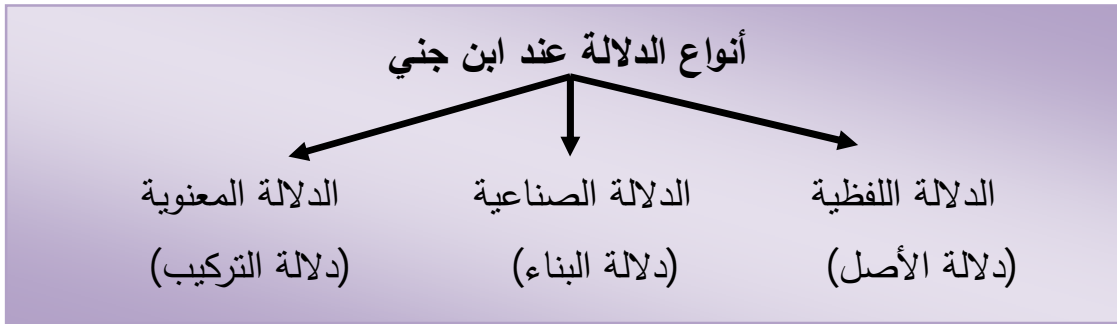 أنواع الدلالة عند ابن جني
الدلالة اللفظية الدلالة الصناعية الدلالة المعنوية
(دلالة الأصل) (دلالة البناء) (دلالة التركيب)